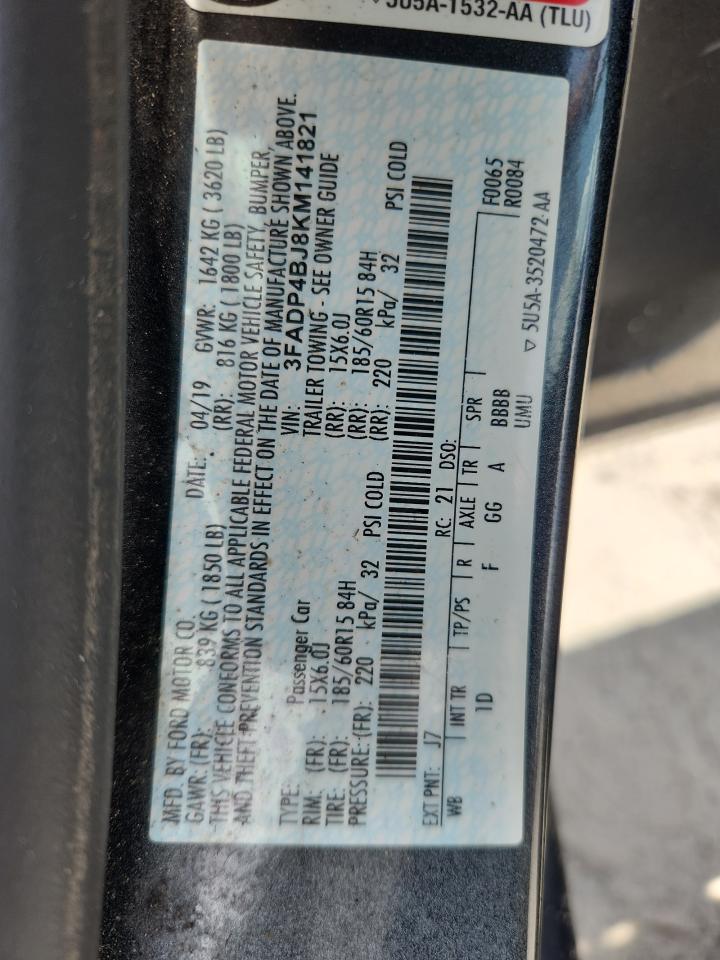 5U5A-1532-AA (TLU)
MFD. BY FORD MOTOR CO. DATE: 04/19 GVWR: 1642 KG ( 3620 LB)
GAWR: (FR): 839 KG ( 1850 LB) (RR): 816 KG ( 1800 LB)
THIS VEHICLE CONFORMS TO ALL APPLICABLE FEDERAL MOTOR VEHICLE SAFETY, BUMPER,
AND THEFT PREVENTION STANDARDS IN EFFECT ON THE DATE OF MANUFACTURE SHOWN ABOVE.
VIN: 3FADP4BJ8KM141821
TYPE: Passenger Car TRAILER TOWING - SEE OWNER GUIDE
RIM: (FR): 15X6.0J (RR): 15X6.0J
TIRE: (FR): 185/60R15 84H (RR): 185/60R15 84H
PRESSURE: (FR): 220 kPa/ 32 PSI COLD (RR): 220 kPa/ 32 PSI COLD
EXT PNT: J7 RC: 21 DSO: F0065
WB INT TR TP/PS R AXLE TR SPR R0084
1D F GG A BBBB
UMU ▽ 5U5A-3520472-AA